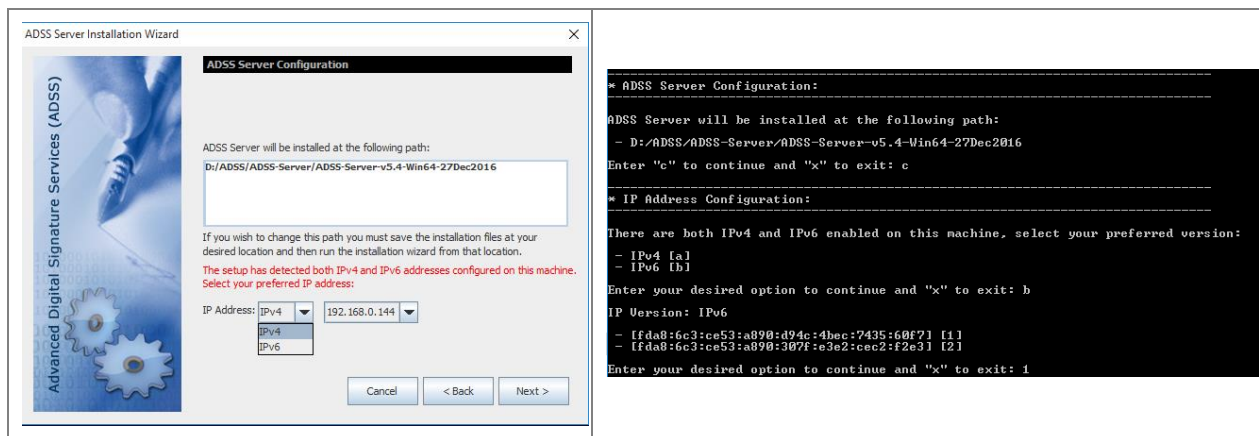 ADSS Server Installation Wizard
Advanced Digital Signature Services (ADSS)
ADSS Server Configuration
ADSS Server will be installed at the following path:
D:/ADSS/ADSS-Server/ADSS-Server-v5.4-Win64-27Dec2016
If you wish to change this path you must save the installation files at your
desired location and then run the installation wizard from that location.
The setup has detected both IPv4 and IPv6 addresses configured on this machine.
Select your preferred IP address:
IP Address: IPv4 192.168.0.144
IPv4
IPv6
Cancel < Back Next >
* ADSS Server Configuration:
ADSS Server will be installed at the following path:
- D:/ADSS/ADSS-Server/ADSS-Server-v5.4-Win64-27Dec2016
Enter "c" to continue and "x" to exit: c
* IP Address Configuration:
There are both IPv4 and IPv6 enabled on this machine, select your preferred version:
- IPv4 [a]
- IPv6 [b]
Enter your desired option to continue and "x" to exit: b
IP Version: IPv6
- [fda8:6c3:ce53:a890:d94c:4bec:7435:60f7] [1]
- [fda8:6c3:ce53:a890:307f:e3e2:cec2:f2e3] [2]
Enter your desired option to continue and "x" to exit: 1